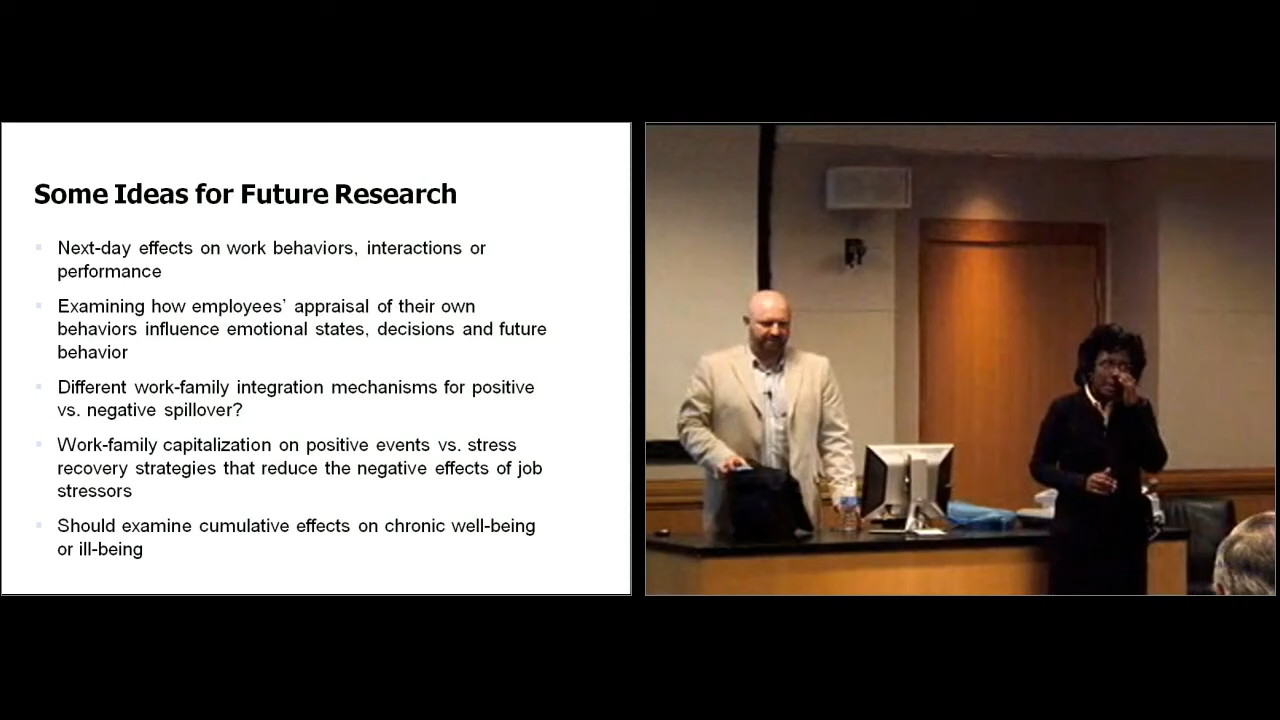 Some Ideas for Future Research
Next-day effects on work behaviors, interactions or
performance
Examining how employees’ appraisal of their own
behaviors influence emotional states, decisions and future
behavior
Different work-family integration mechanisms for positive
vs. negative spillover?
Work-family capitalization on positive events vs. stress
recovery strategies that reduce the negative effects of job
stressors
Should examine cumulative effects on chronic well-being
or ill-being